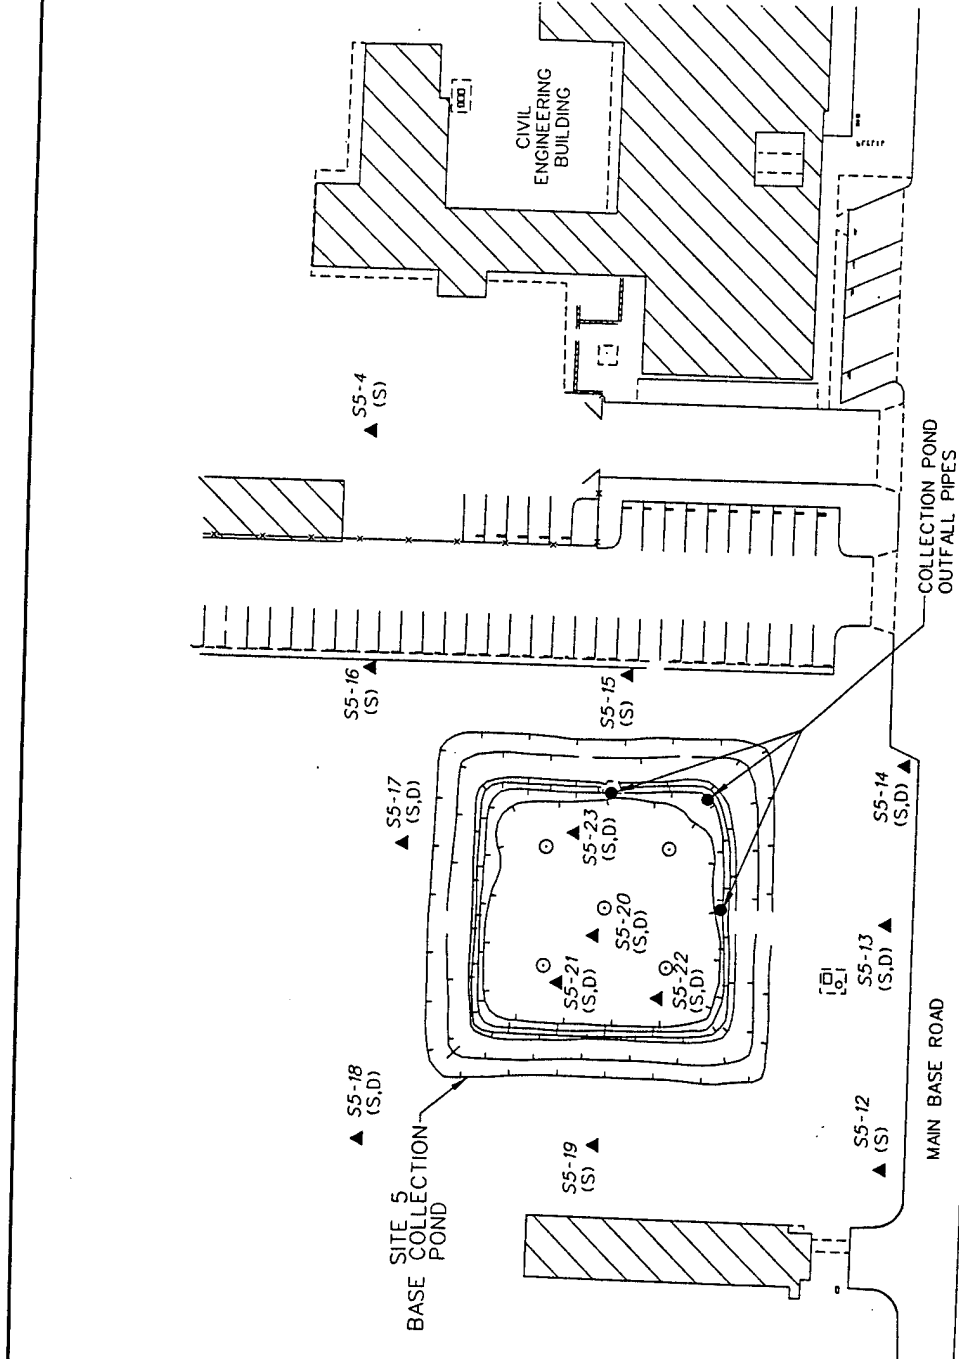 CIVIL
ENGINEERING
BUILDING
S5-4
(S)
COLLECTION POND
OUTFALL PIPES
S5-16
(S)
S5-15
(S)
S5-17
(S,D)
S5-14
(S,D)
S5-23
(S,D)
S5-20
(S,D)
S5-21
(S,D)
S5-22
(S,D)
S5-13
(S,D)
S5-18
(S,D)
S5-19
(S)
S5-12
(S)
MAIN BASE ROAD
SITE 5
BASE COLLECTION
POND